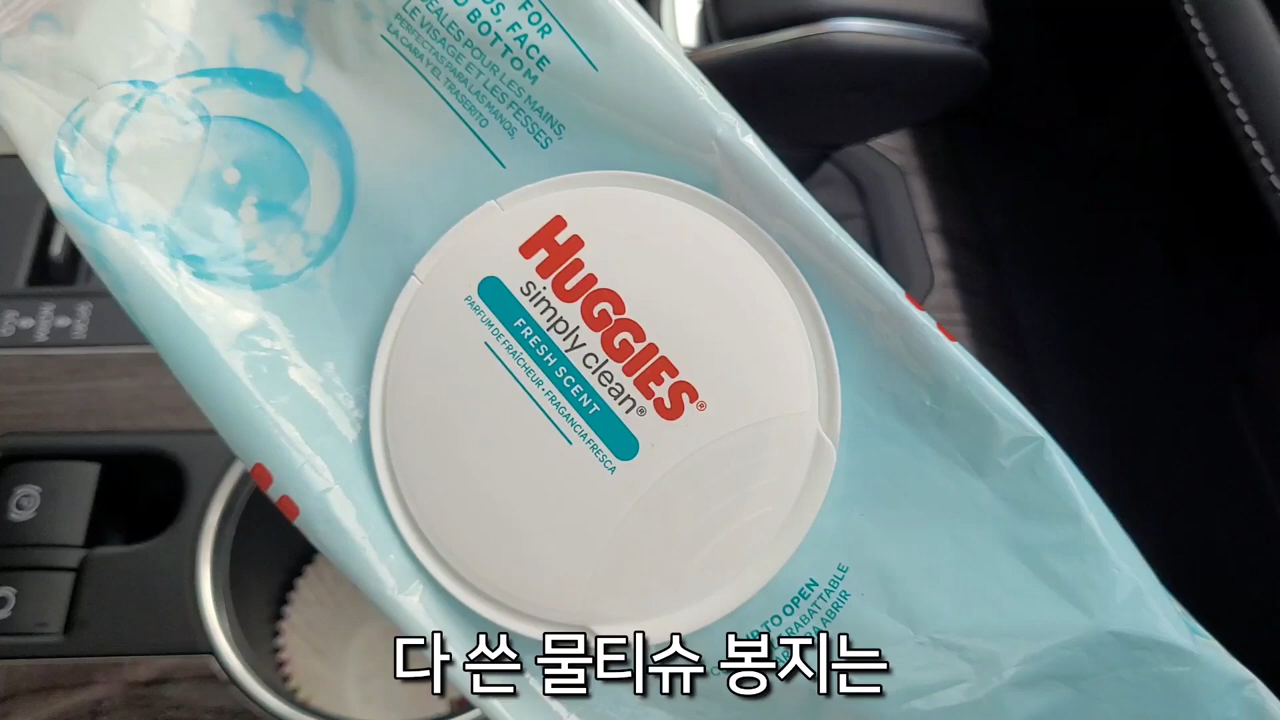 FOR
FACE
BOTTOM
POUR LES MAINS,
LE VISAGE ET LES FESSES
PERFECTAS PARA LAS MANOS,
LA CARA Y EL TRASERITO
HUGGIES®
simply clean®
FRESH SCENT
PARFUM DE FRAÎCHEUR • FRAGANCIA FRESCA
TO OPEN
ABRIR
다 쓴 물티슈 봉지는